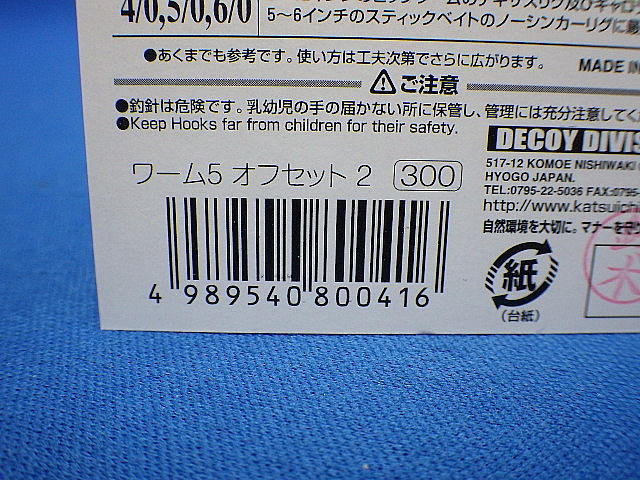 4/0,5/0,6/0
5〜6インチのスティックベイトのノーシンカーリグに
●あくまでも参考です。使い方は工夫次第でさらに広がります。
MADE IN
ご注意
●釣針は危険です。乳幼児の手の届かない所に保管し、管理には充分注意してくだ
●Keep Hooks far from children for their safety.
DECOY DIVIS
517-12 KOMOE NISHIWAKI
HYOGO JAPAN.
TEL:0795-22-5036 FAX:0795-
http://www.katsuichi
自然環境を大切に。マナーを守り
ワーム5 オフセット 2 300
4 989540 800416
紙
(台紙)